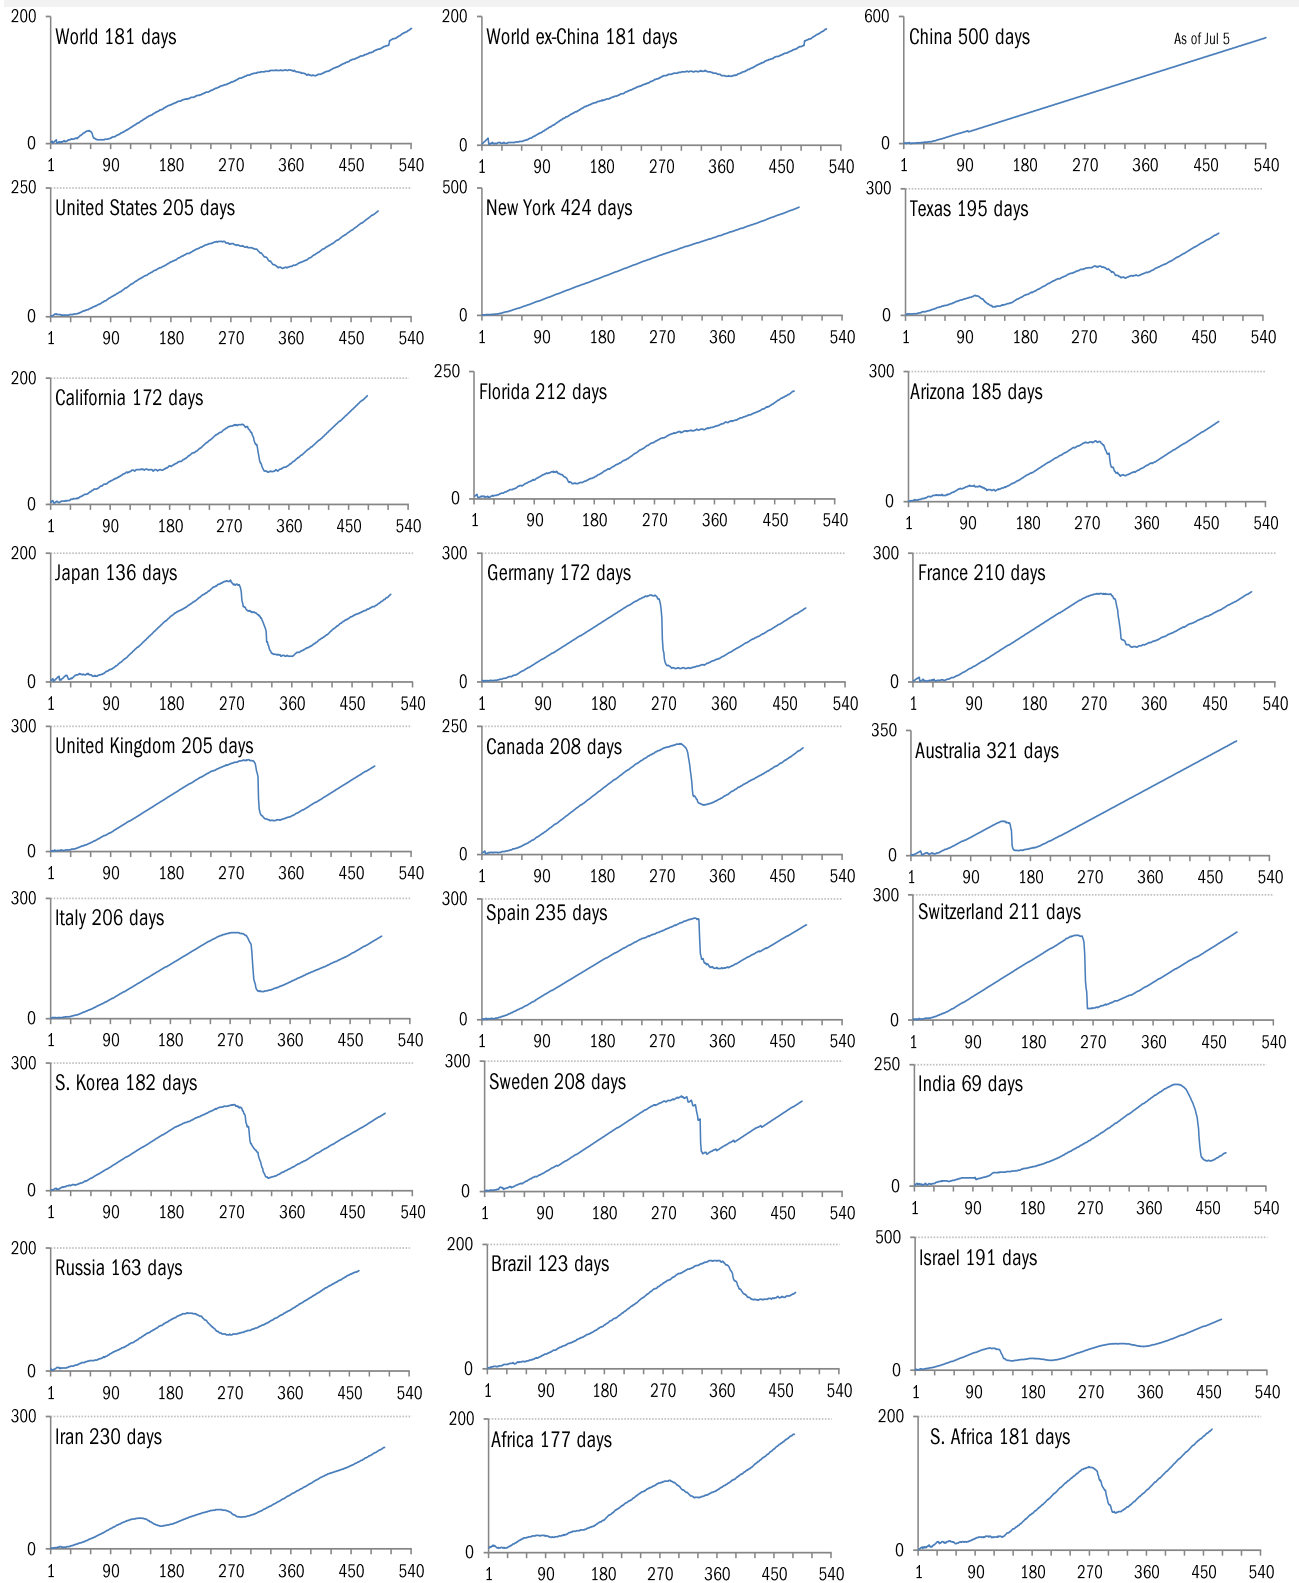 200
World 181 days
0
1 90 180 270 360 450 540
200
World ex-China 181 days
0
1 90 180 270 360 450 540
600
China 500 days
As of Jul 5
0
1 90 180 270 360 450 540
250
United States 205 days
0
1 90 180 270 360 450 540
500
New York 424 days
0
1 90 180 270 360 450 540
300
Texas 195 days
0
1 90 180 270 360 450 540
200
California 172 days
0
1 90 180 270 360 450 540
250
Florida 212 days
0
1 90 180 270 360 450 540
300
Arizona 185 days
0
1 90 180 270 360 450 540
200
Japan 136 days
0
1 90 180 270 360 450 540
300
Germany 172 days
0
1 90 180 270 360 450 540
300
France 210 days
0
1 90 180 270 360 450 540
300
United Kingdom 205 days
0
1 90 180 270 360 450 540
250
Canada 208 days
0
1 90 180 270 360 450 540
350
Australia 321 days
0
1 90 180 270 360 450 540
300
Italy 206 days
0
1 90 180 270 360 450 540
300
Spain 235 days
0
1 90 180 270 360 450 540
300
Switzerland 211 days
0
1 90 180 270 360 450 540
300
S. Korea 182 days
0
1 90 180 270 360 450 540
300
Sweden 208 days
0
1 90 180 270 360 450 540
250
India 69 days
0
1 90 180 270 360 450 540
200
Russia 163 days
0
1 90 180 270 360 450 540
200
Brazil 123 days
0
1 90 180 270 360 450 540
500
Israel 191 days
0
1 90 180 270 360 450 540
300
Iran 230 days
0
1 90 180 270 360 450 540
200
Africa 177 days
0
1 90 180 270 360 450 540
200
S. Africa 181 days
0
1 90 180 270 360 450 540